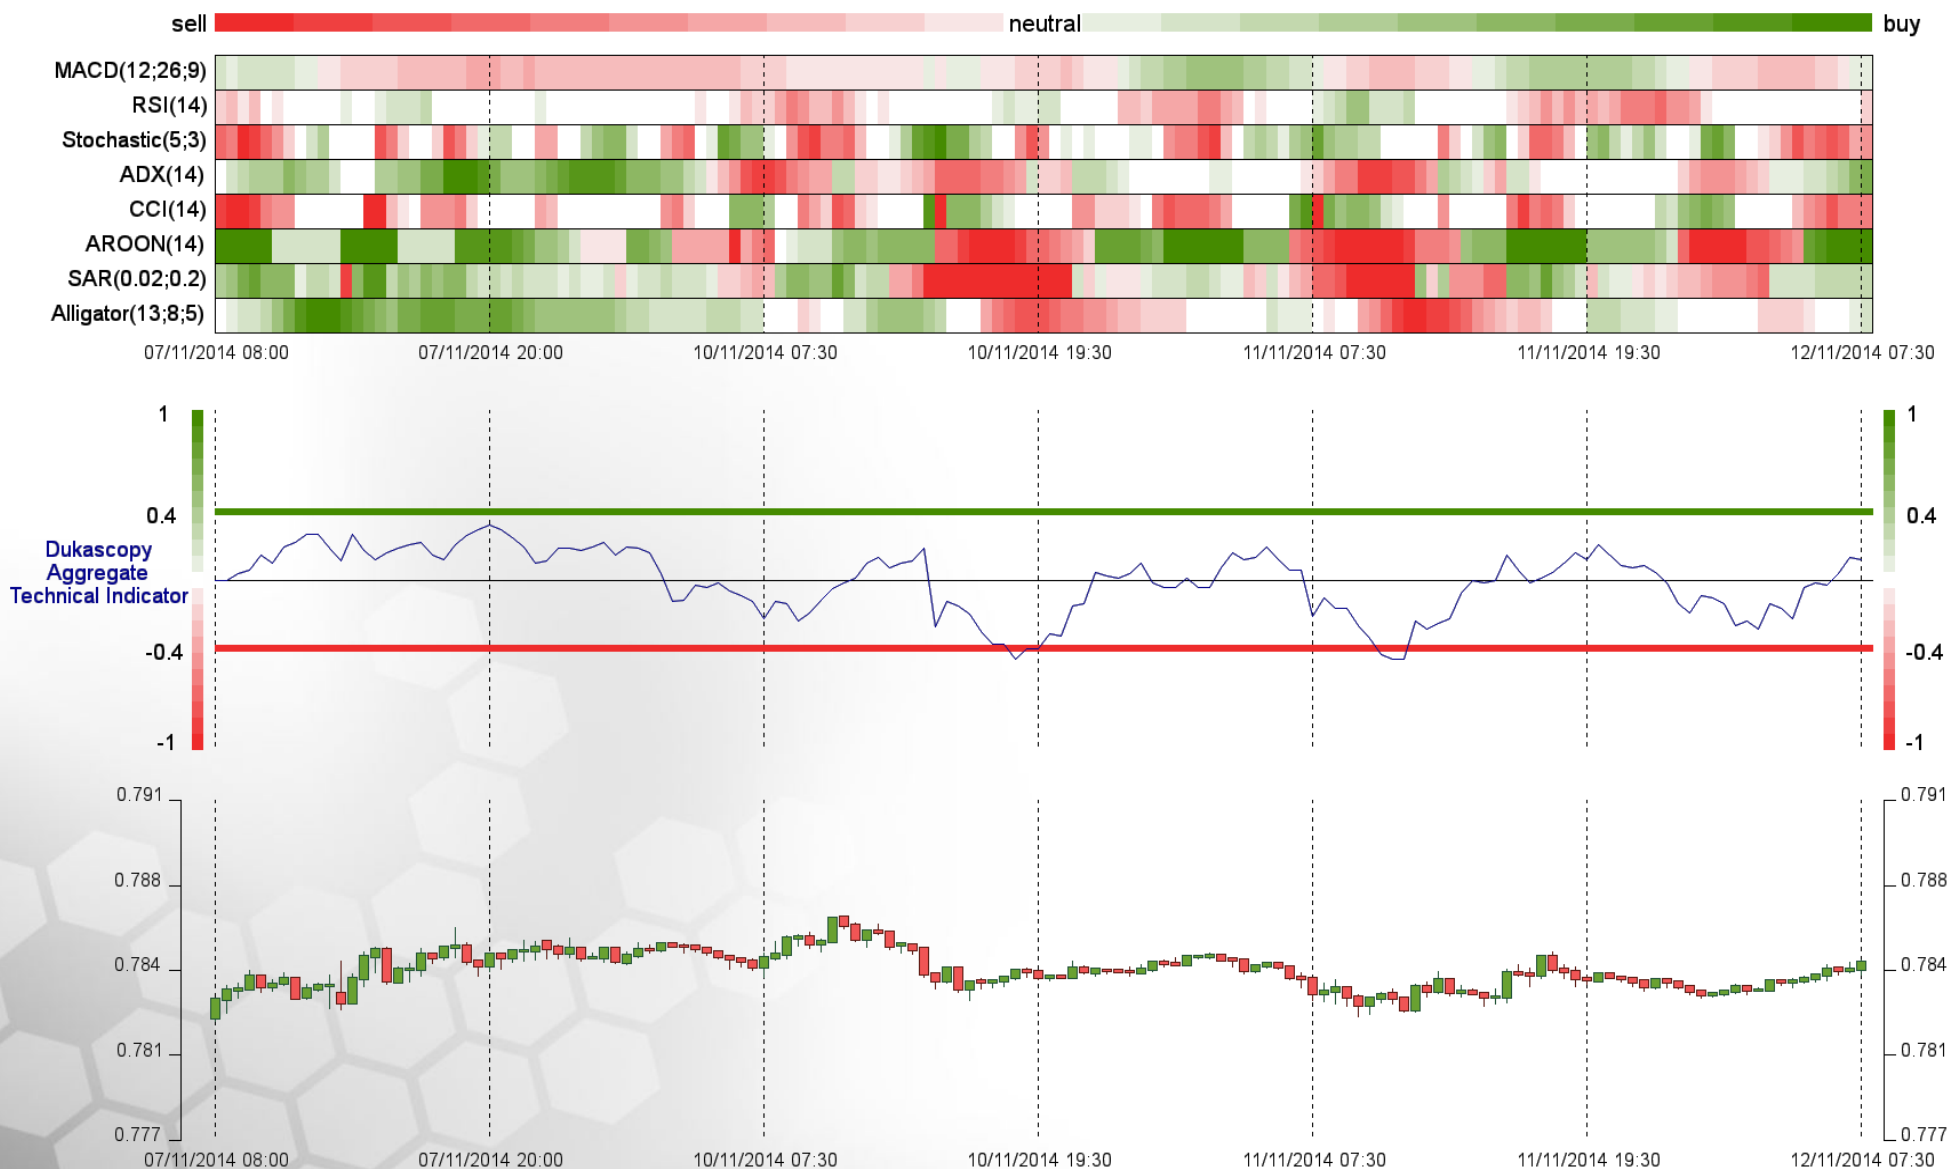 sell neutral buy
MACD(12;26;9)
RSI(14)
Stochastic(5;3)
ADX(14)
CCI(14)
AROON(14)
SAR(0.02;0.2)
Alligator(13;8;5)
07/11/2014 08:00 07/11/2014 20:00 10/11/2014 07:30 10/11/2014 19:30 11/11/2014 07:30 11/11/2014 19:30 12/11/2014 07:30
1 1
0.4 0.4
Dukascopy
Aggregate
Technical Indicator
-0.4 -0.4
-1 -1
0.791 0.791
0.788 0.788
0.784 0.784
0.781 0.781
0.777 0.777
07/11/2014 08:00 07/11/2014 20:00 10/11/2014 07:30 10/11/2014 19:30 11/11/2014 07:30 11/11/2014 19:30 12/11/2014 07:30